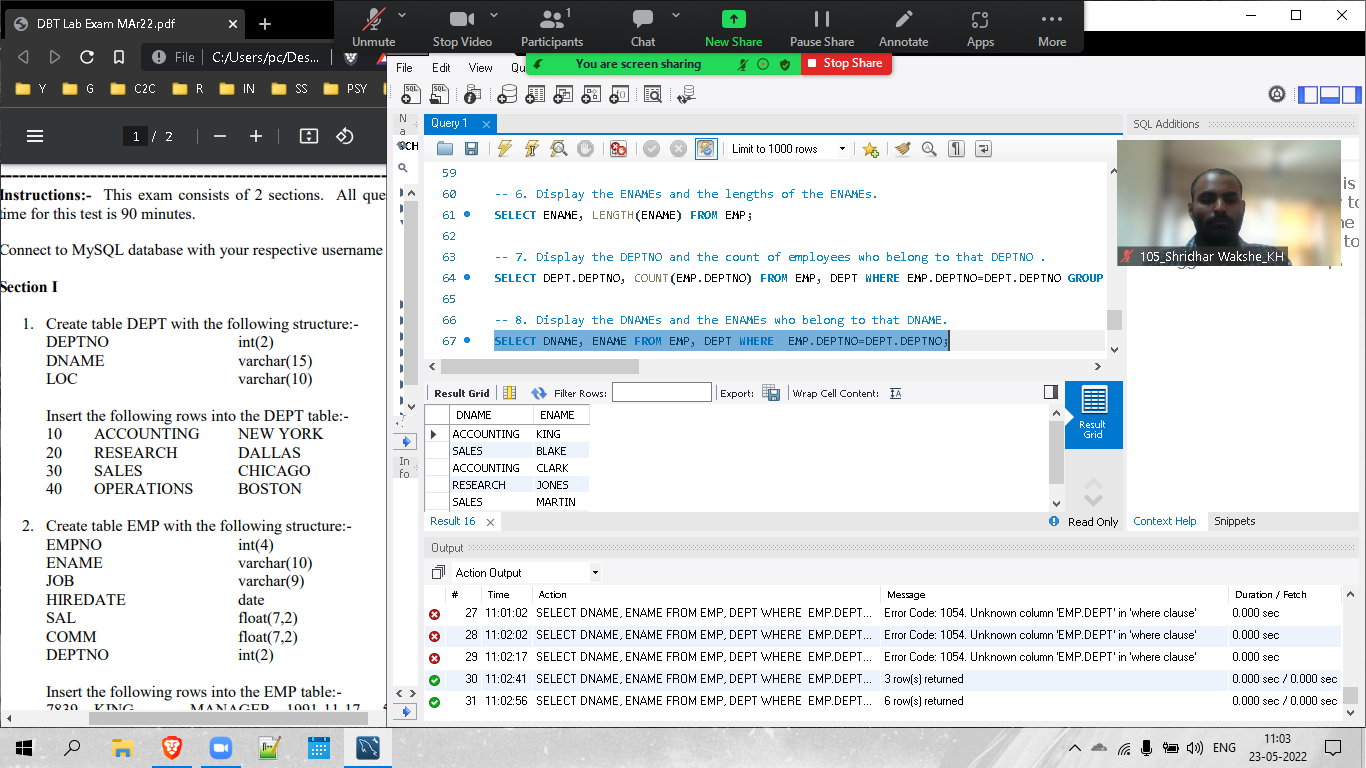 DBT Lab Exam MAr22.pdf
Unmute
Stop Video
1
Participants
Chat
New Share
Pause Share
Annotate
Apps
More
File C:/Users/pc/Des...
You are screen sharing
Stop Share
Y G C2C R IN SS PSY
1 / 2
Instructions:- This exam consists of 2 sections. All que
time for this test is 90 minutes.
Connect to MySQL database with your respective username
Section I
1. Create table DEPT with the following structure:-
DEPTNO int(2)
DNAME varchar(15)
LOC varchar(10)
Insert the following rows into the DEPT table:-
10 ACCOUNTING NEW YORK
20 RESEARCH DALLAS
30 SALES CHICAGO
40 OPERATIONS BOSTON
2. Create table EMP with the following structure:-
EMPNO int(4)
ENAME varchar(10)
JOB varchar(9)
HIREDATE date
SAL float(7,2)
COMM float(7,2)
DEPTNO int(2)
Insert the following rows into the EMP table:-
7839 KING MANAGER 1991-11-17
File Edit View Qu
Na
CH
Info
Query 1
Limit to 1000 rows
59
60 -- 6. Display the ENAMEs and the lengths of the ENAMEs.
61 SELECT ENAME, LENGTH(ENAME) FROM EMP;
62
63 -- 7. Display the DEPTNO and the count of employees who belong to that DEPTNO .
64 SELECT DEPT.DEPTNO, COUNT(EMP.DEPTNO) FROM EMP, DEPT WHERE EMP.DEPTNO=DEPT.DEPTNO GROUP
65
66 -- 8. Display the DNAMEs and the ENAMEs who belong to that DNAME.
67 SELECT DNAME, ENAME FROM EMP, DEPT WHERE  EMP.DEPTNO=DEPT.DEPTNO;
Result Grid Filter Rows: Export: Wrap Cell Content:
DNAME ENAME
ACCOUNTING KING
SALES BLAKE
ACCOUNTING CLARK
RESEARCH JONES
SALES MARTIN
Result Grid
Result 16
Read Only
SQL Additions
105_Shridhar Wakshe_KH
Context Help Snippets
Output
Action Output
# Time Action Message Duration / Fetch
27 11:01:02 SELECT DNAME, ENAME FROM EMP, DEPT WHERE EMP.DEPT... Error Code: 1054. Unknown column 'EMP.DEPT' in 'where clause' 0.000 sec
28 11:02:02 SELECT DNAME, ENAME FROM EMP, DEPT WHERE EMP.DEPT... Error Code: 1054. Unknown column 'EMP.DEPT' in 'where clause' 0.000 sec
29 11:02:17 SELECT DNAME, ENAME FROM EMP, DEPT WHERE EMP.DEPT... Error Code: 1054. Unknown column 'EMP.DEPT' in 'where clause' 0.000 sec
30 11:02:41 SELECT DNAME, ENAME FROM EMP, DEPT WHERE EMP.DEPT... 3 row(s) returned 0.000 sec / 0.000 sec
31 11:02:56 SELECT DNAME, ENAME FROM EMP, DEPT WHERE EMP.DEPT... 6 row(s) returned 0.000 sec / 0.000 sec
ENG
11:03
23-05-2022